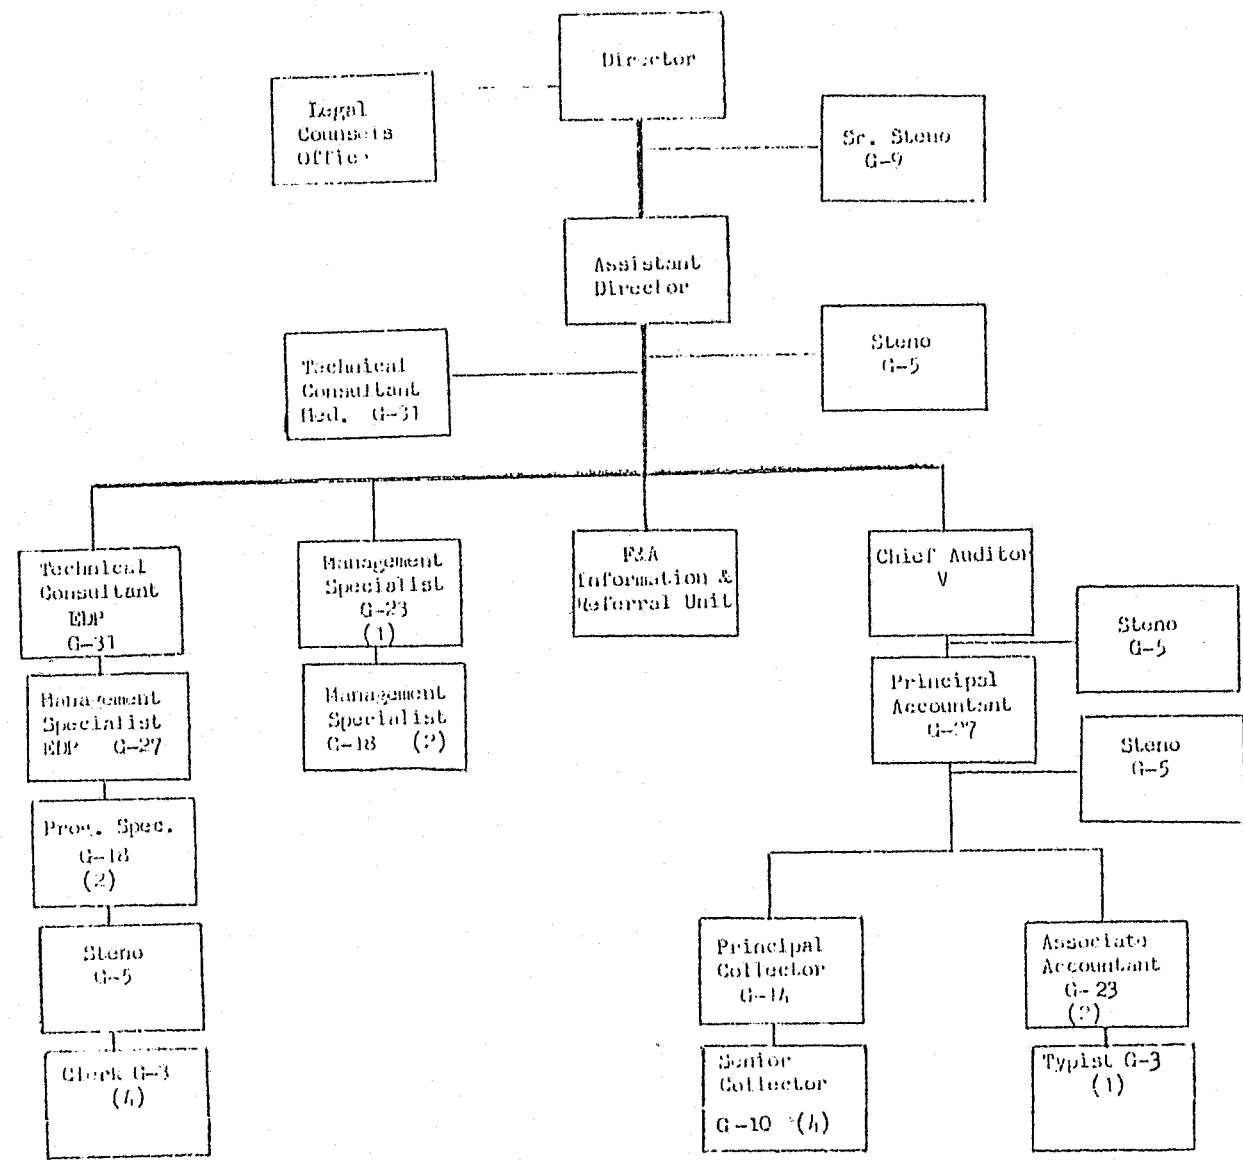 Director
Legal
Counsels
Office
Sr. Steno
G-9
Assistant
Director
Steno
G-5
Technical
Consultant
Med. G-31
Technical
Consultant
EDP
G-31
Management
Specialist
G-23
(1)
F&A
Information &
Referral Unit
Chief Auditor
V
Steno
G-5
Management
Specialist
EDP G-27
Management
Specialist
G-18 (2)
Principal
Accountant
G-27
Steno
G-5
Prog. Spec.
G-18
(2)
Steno
G-5
Principal
Collector
G-14
Associate
Accountant
G-23
(2)
Clerk G-3
(4)
Senior
Collector
G-10 (4)
Typist G-3
(1)